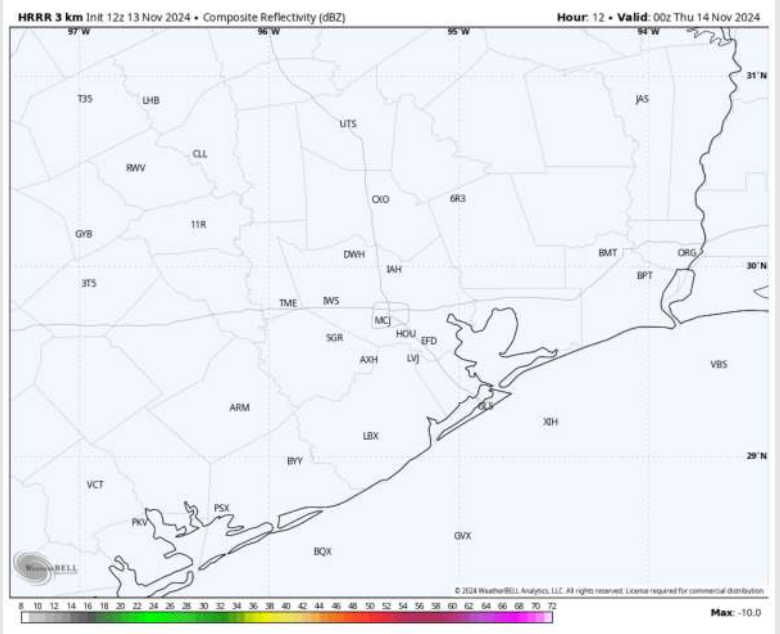 HRRR 3 km Init 12z 13 Nov 2024 • Composite Reflectivity (dBZ)
Hour: 12 • Valid: 00z Thu 14 Nov 2024
97°W 96°W 95°W 94°W
31°N
T35 LHB JAS
UTS
CLL
RWV
CXO 6R3
11R
GYB
DWH BMT ORG
IAH 30°N
BPT
3T5
TME IWS
MCJ
SGR HOU EFD
AXH LVJ
VBS
ARM GLS
XIH
LBX
BYY 29°N
VCT
PSX
PKV
GVX
BQX
WeatherBELL
© 2024 WeatherBELL Analytics, LLC. All rights reserved. License required for commercial distribution
8 10 12 14 16 18 20 22 24 26 28 30 32 34 36 38 40 42 44 46 48 50 52 54 56 58 60 62 64 66 68 70 72
Max: -10.0